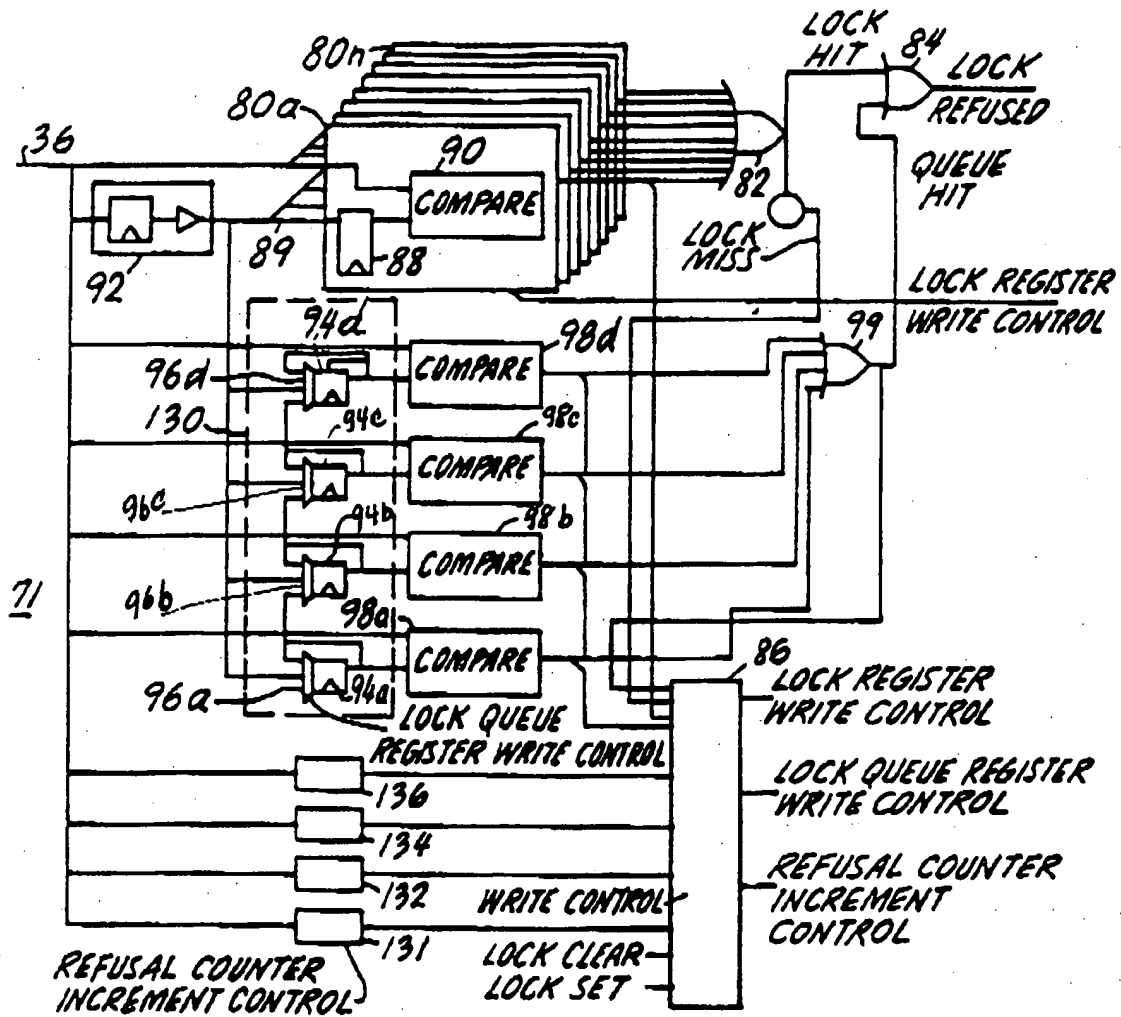 80n
LOCK
HIT
84
LOCK
REFUSED
80a
36
90
COMPARE
82
QUEUE
HIT
92
89
88
LOCK
MISS
LOCK REGISTER
WRITE CONTROL
94d
98d
99
96d
COMPARE
130
94c
98c
COMPARE
96c
94b
98b
COMPARE
96b
71
98a
COMPARE
86
96a
94a
LOCK QUEUE
REGISTER WRITE CONTROL
LOCK REGISTER
WRITE CONTROL
136
LOCK QUEUE REGISTER
WRITE CONTROL
134
132
REFUSAL COUNTER
INCREMENT
CONTROL
WRITE CONTROL
131
LOCK CLEAR
LOCK SET
REFUSAL COUNTER
INCREMENT CONTROL